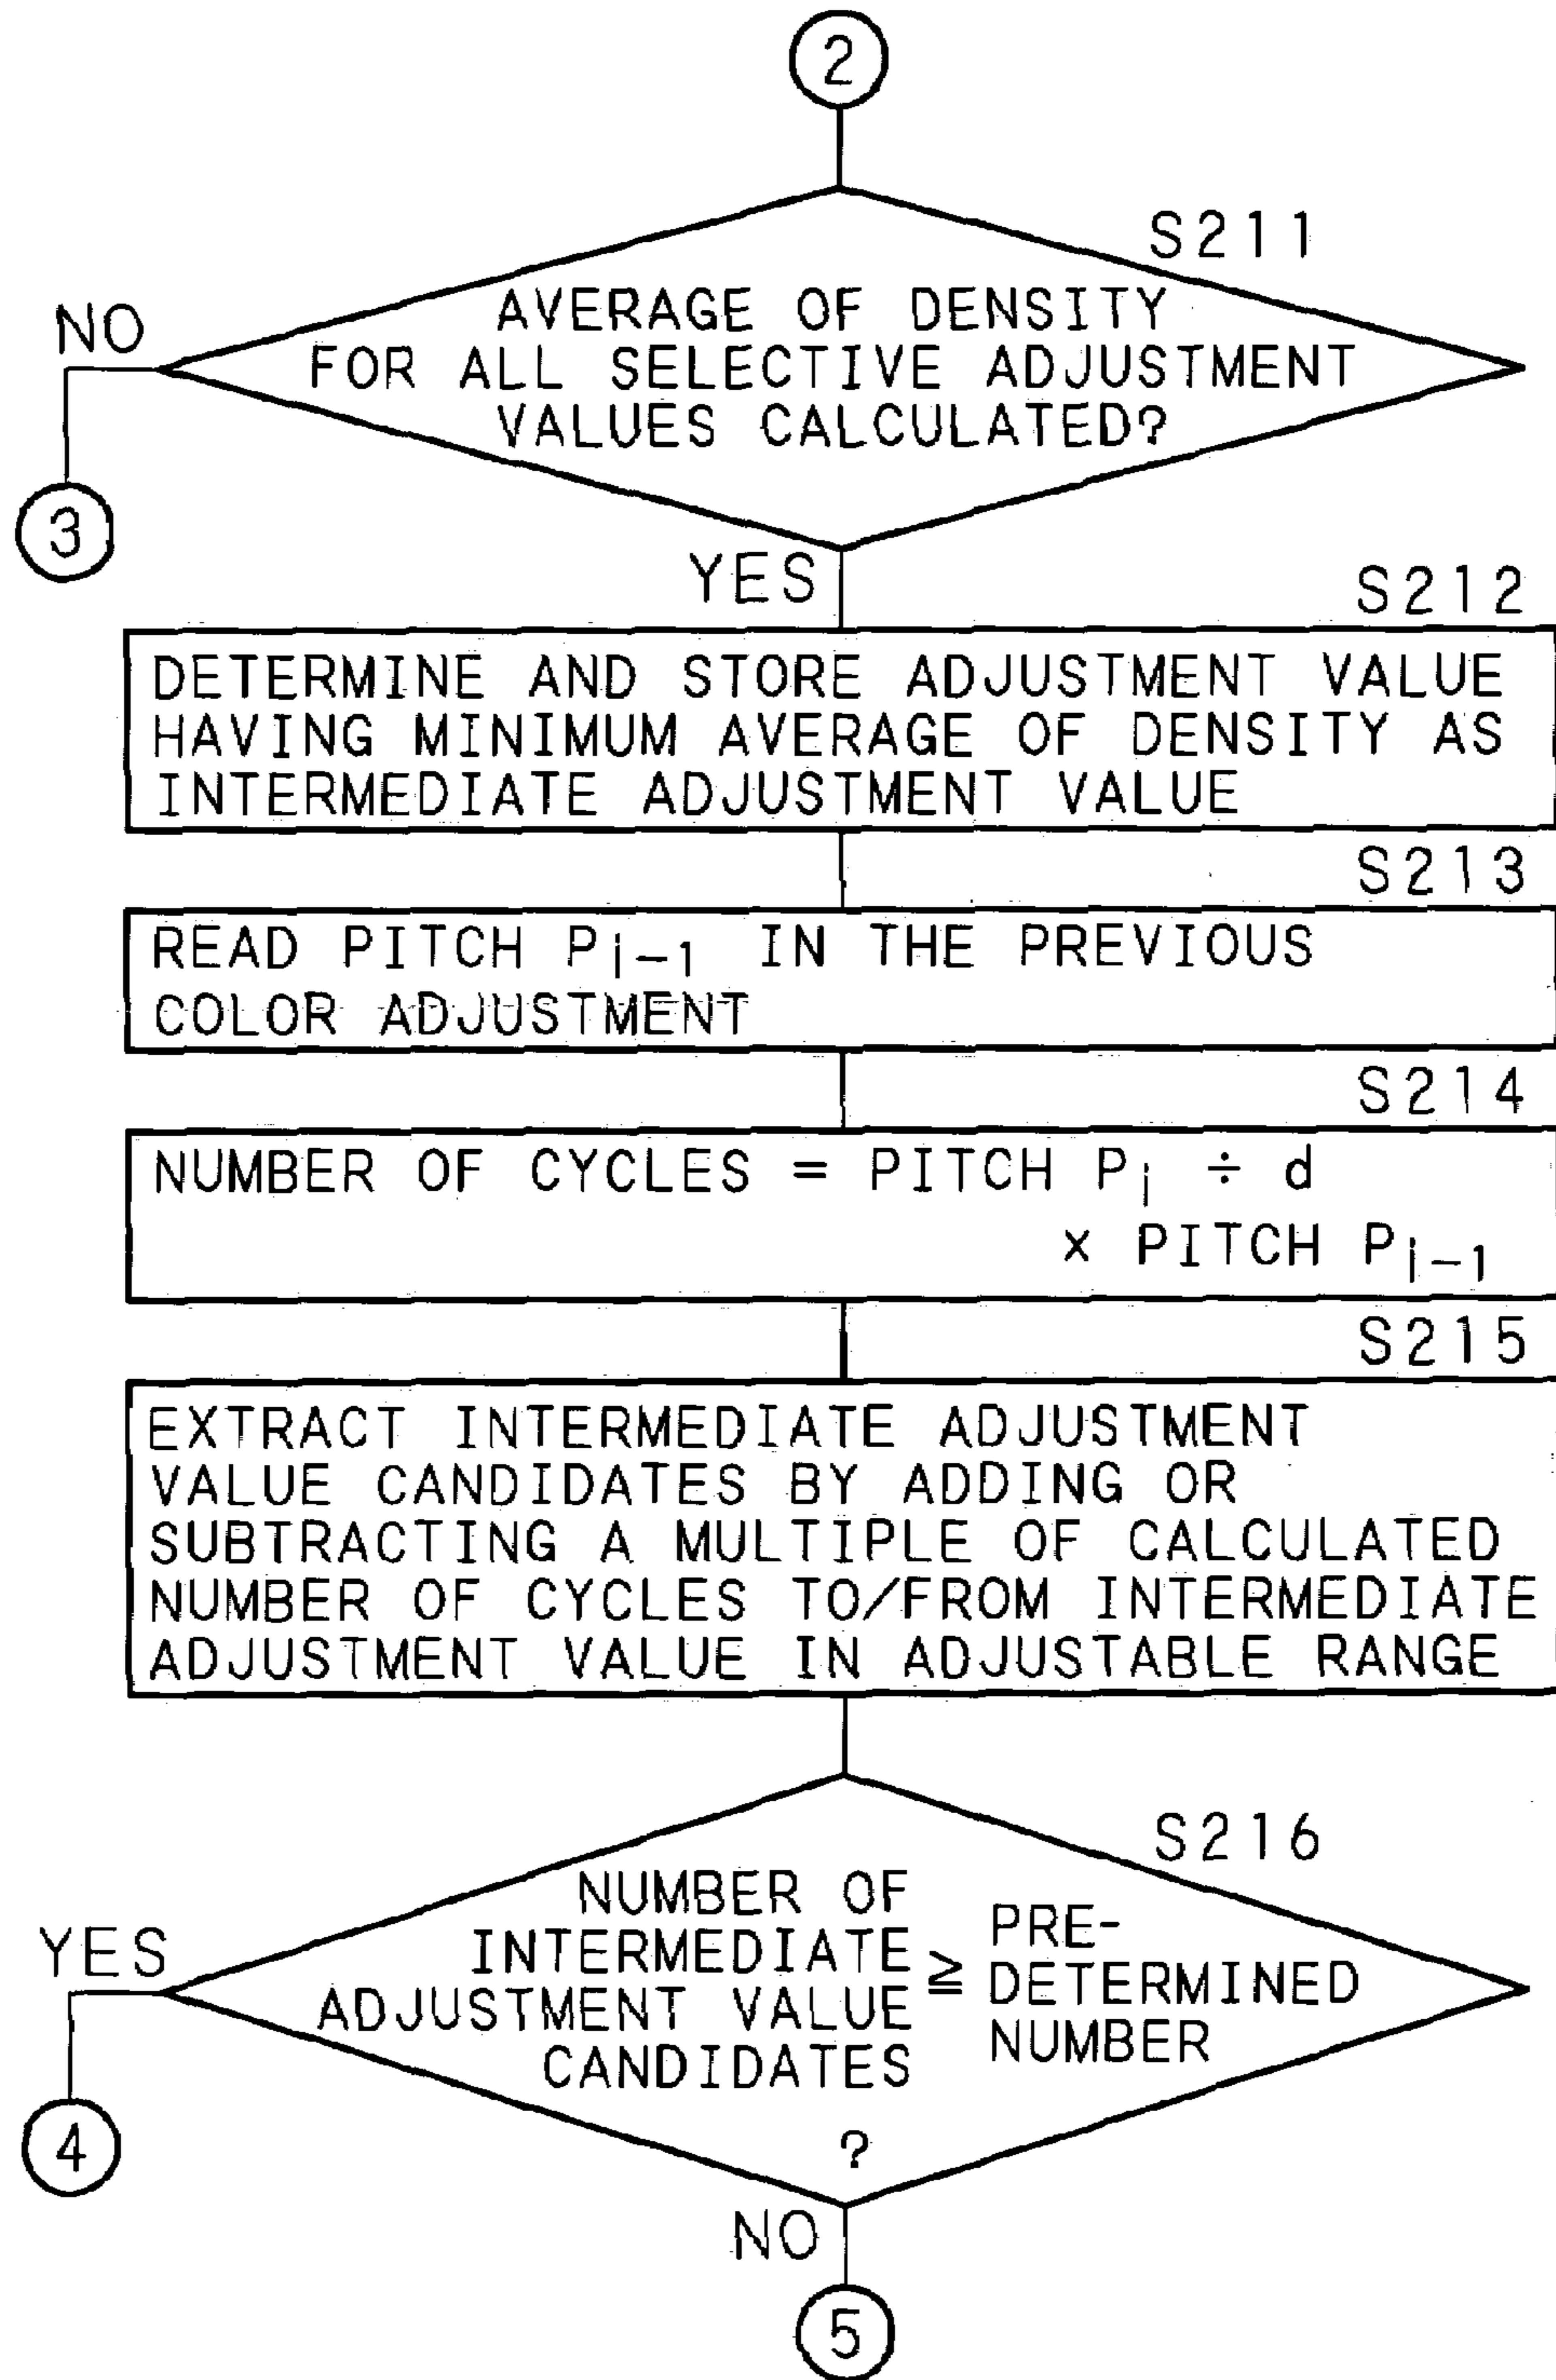 2
S211
AVERAGE OF DENSITY
FOR ALL SELECTIVE ADJUSTMENT
VALUES CALCULATED?
NO
3
YES
S212
DETERMINE AND STORE ADJUSTMENT VALUE
HAVING MINIMUM AVERAGE OF DENSITY AS
INTERMEDIATE ADJUSTMENT VALUE
S213
READ PITCH Pi-1 IN THE PREVIOUS
COLOR ADJUSTMENT
S214
NUMBER OF CYCLES = PITCH Pi ÷ d
× PITCH Pi-1
S215
EXTRACT INTERMEDIATE ADJUSTMENT
VALUE CANDIDATES BY ADDING OR
SUBTRACTING A MULTIPLE OF CALCULATED
NUMBER OF CYCLES TO/FROM INTERMEDIATE
ADJUSTMENT VALUE IN ADJUSTABLE RANGE
S216
NUMBER OF
INTERMEDIATE
ADJUSTMENT VALUE
CANDIDATES
≧
PRE-
DETERMINED
NUMBER
?
YES
4
NO
5